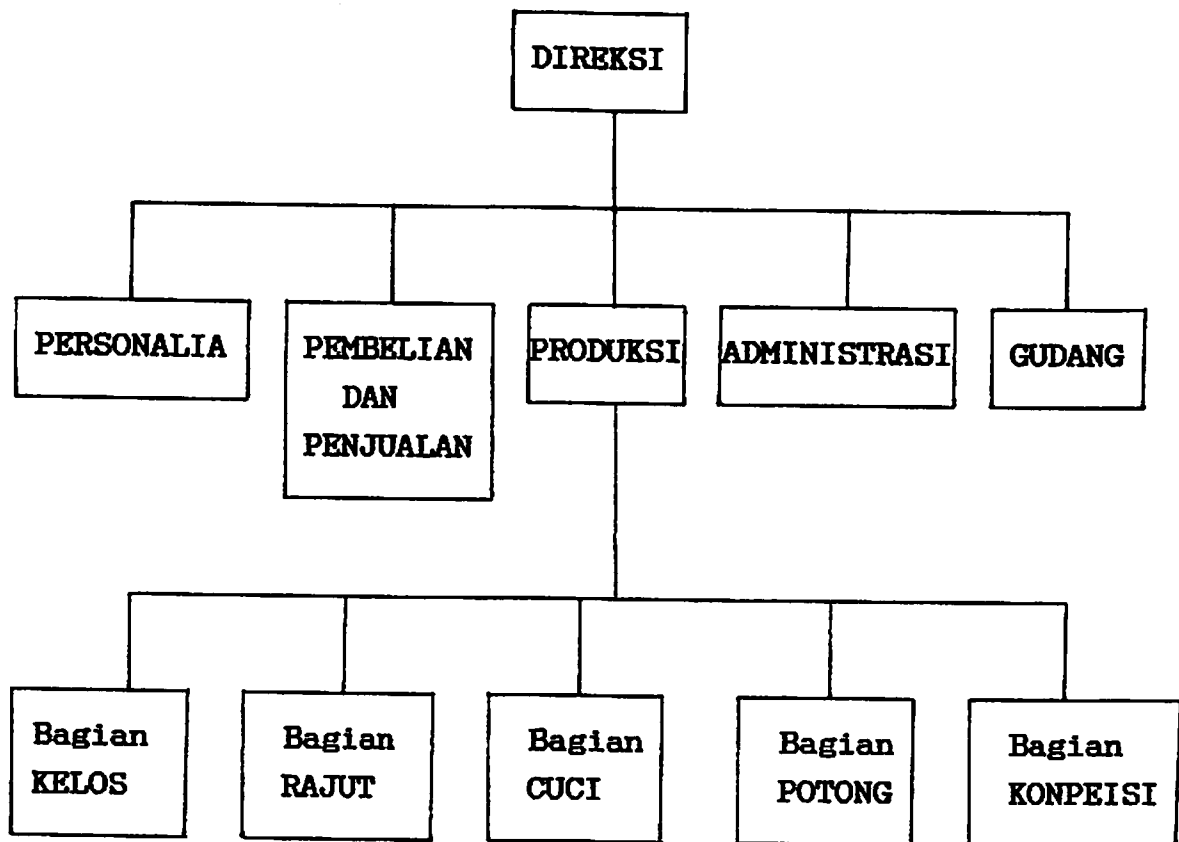 DIREKSI
PERSONALIA
PEMBELIAN
DAN
PENJUALAN
PRODUKSI
ADMINISTRASI
GUDANG
Bagian
KELOS
Bagian
RAJUT
Bagian
CUCI
Bagian
POTONG
Bagian
KONPEISI